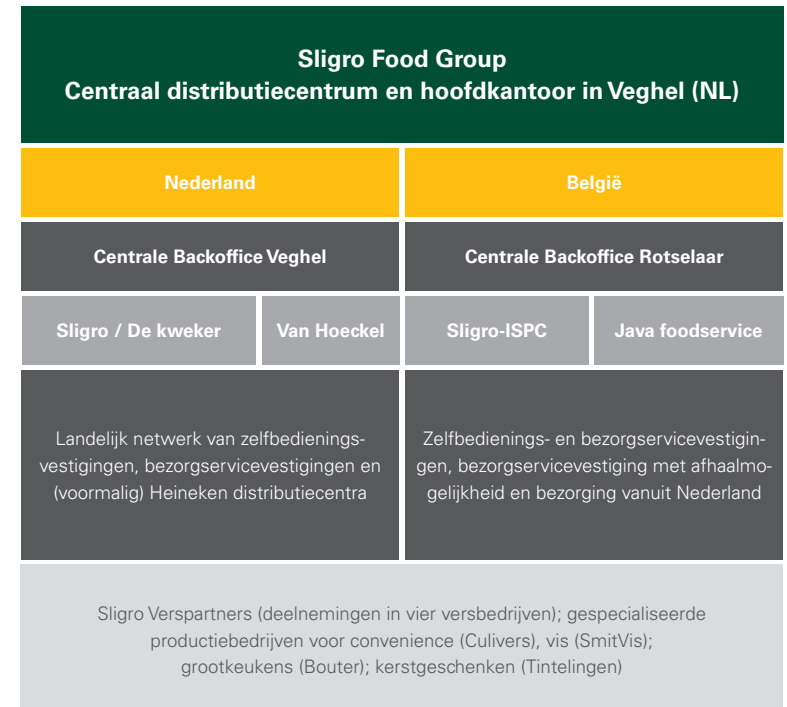 Sligro Food Group
Centraal distributiecentrum en hoofdkantoor in Veghel (NL)
Nederland
België
Centrale Backoffice Veghel
Centrale Backoffice Rotselaar
Sligro / De kweker
Van Hoeckel
Sligro-ISPC
Java foodservice
Landelijk netwerk van zelfbedienings-
vestigingen, bezorgservicevestigingen en
(voormalig) Heineken distributiecentra
Zelfbedienings- en bezorgservicevestigin-
gen, bezorgservicevestiging met afhaalmo-
gelijkheid en bezorging vanuit Nederland
Sligro Verspartners (deelnemingen in vier versbedrijven); gespecialiseerde
productiebedrijven voor convenience (Culivers), vis (SmitVis);
grootkeukens (Bouter); kerstgeschenken (Tintelingen)